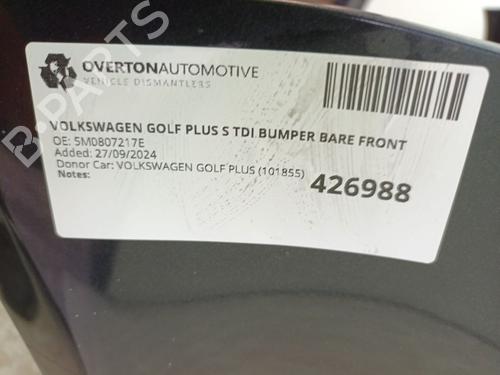 OVERTONAUTOMOTIVE
VEHICLE DISMANTLERS
VOLKSWAGEN GOLF PLUS S TDI BUMPER BARE FRONT
OE: 5M0807217E
Added: 27/09/2024
Donor Car: VOLKSWAGEN GOLF PLUS (101855)
Notes:
426988
B-PARTS